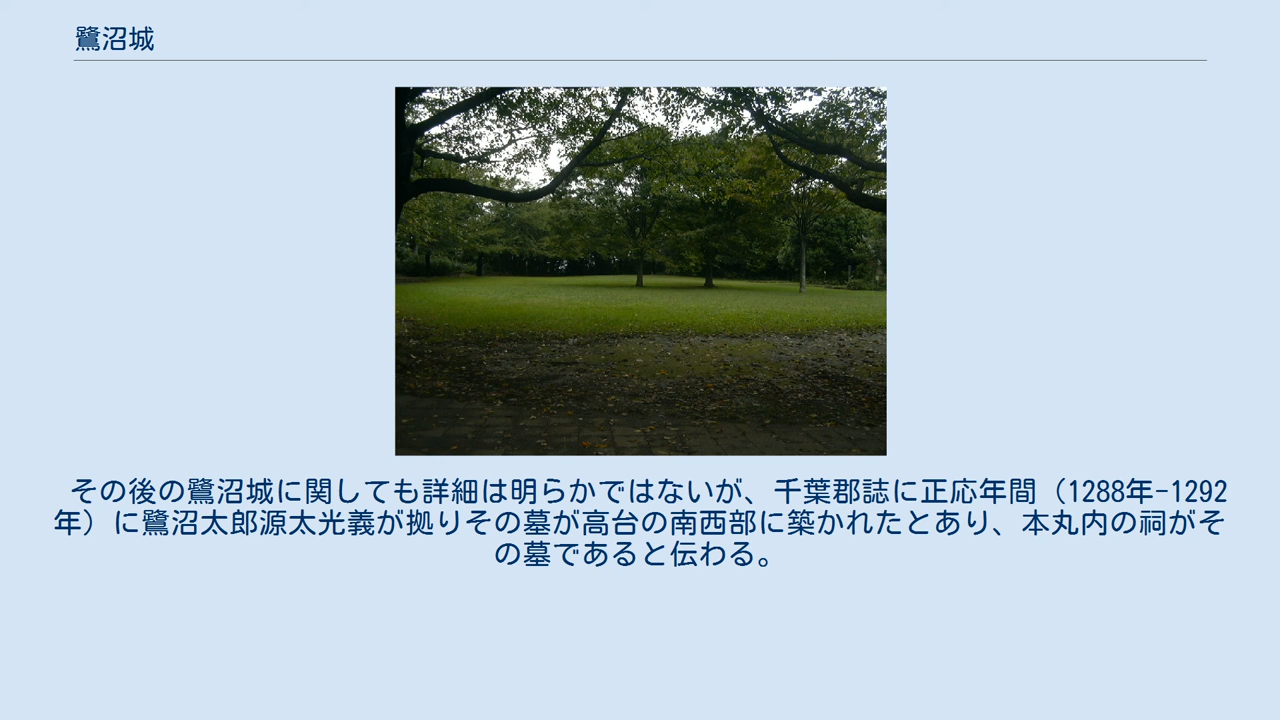 鷺沼城
その後の鷺沼城に関しても詳細は明らかではないが、千葉郡誌に正応年間（1288年-1292
年）に鷺沼太郎源太光義が拠りその墓が高台の南西部に築かれたとあり、本丸内の祠がそ
の墓であると伝わる。